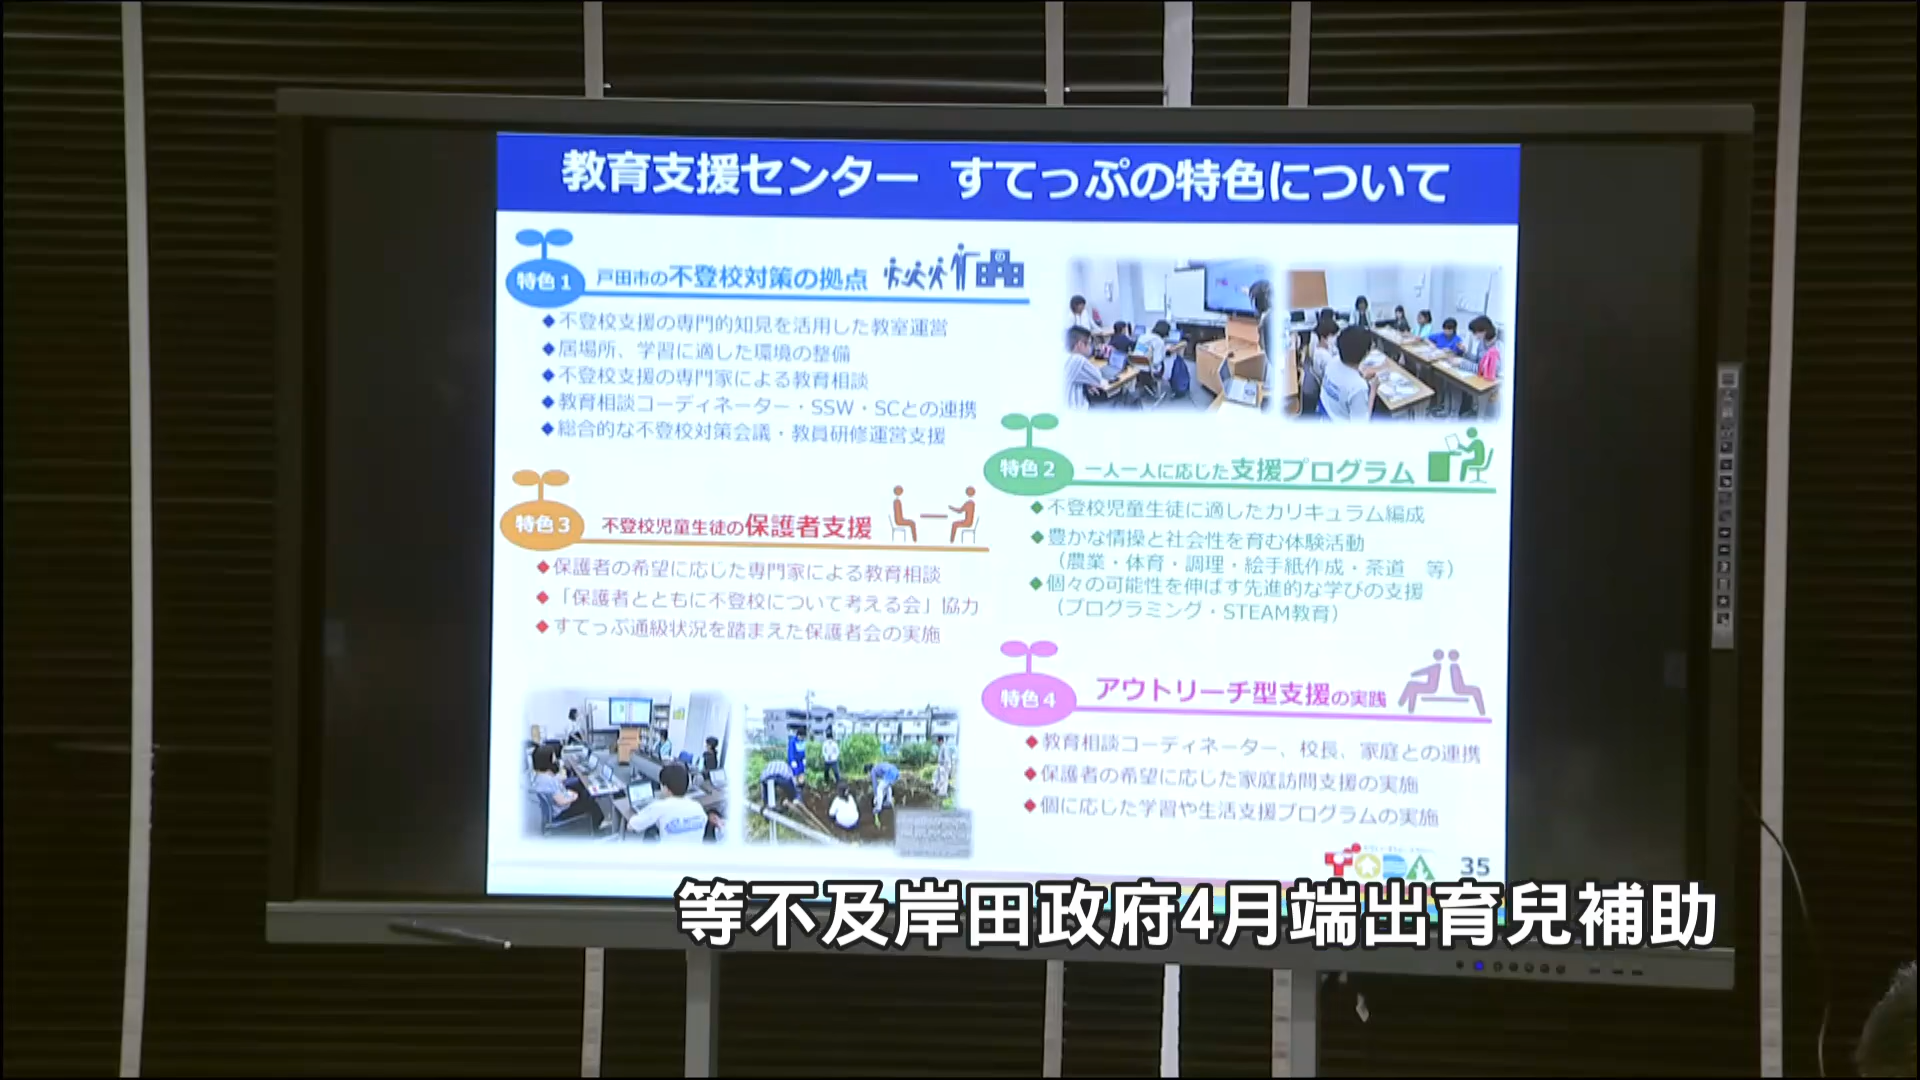 教育支援センター すてっぷの特色について
特色1 戸田市の不登校対策の拠点
◆不登校支援の専門的知見を活用した教室運営
◆居場所、学習に適した環境の整備
◆不登校支援の専門家による教育相談
◆教育相談コーディネーター・SSW・SCとの連携
◆総合的な不登校対策会議・教員研修運営支援
特色2 一人一人に応じた支援プログラム
◆不登校児童生徒に適したカリキュラム編成
◆豊かな情操と社会性を育む体験活動
（農業・体育・調理・絵手紙作成・茶道 等）
◆個々の可能性を伸ばす先進的な学びの支援
（プログラミング・STEAM教育）
特色3 不登校児童生徒の保護者支援
◆保護者の希望に応じた専門家による教育相談
◆「保護者とともに不登校について考える会」協力
◆すてっぷ通級状況を踏まえた保護者会の実施
特色4 アウトリーチ型支援の実践
◆教育相談コーディネーター、校長、家庭との連携
◆保護者の希望に応じた家庭訪問支援の実施
◆個に応じた学習や生活支援プログラムの実施
TODA 35
等不及岸田政府4月端出育兒補助